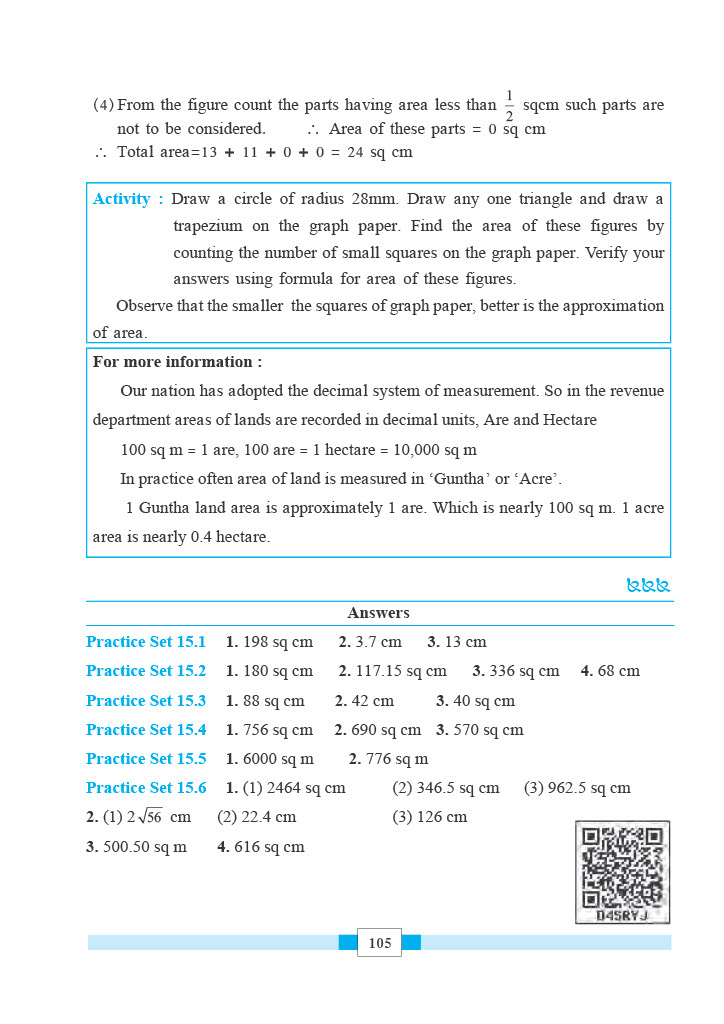 (4) From the figure count the parts having area less than 1/2 sqcm such parts are
not to be considered. ∴ Area of these parts = 0 sq cm
∴ Total area=13 + 11 + 0 + 0 = 24 sq cm
Activity : Draw a circle of radius 28mm. Draw any one triangle and draw a
trapezium on the graph paper. Find the area of these figures by
counting the number of small squares on the graph paper. Verify your
answers using formula for area of these figures.
Observe that the smaller the squares of graph paper, better is the approximation
of area.
For more information :
Our nation has adopted the decimal system of measurement. So in the revenue
department areas of lands are recorded in decimal units, Are and Hectare
100 sq m = 1 are, 100 are = 1 hectare = 10,000 sq m
In practice often area of land is measured in ‘Guntha’ or ‘Acre’.
1 Guntha land area is approximately 1 are. Which is nearly 100 sq m. 1 acre
area is nearly 0.4 hectare.
Answers
Practice Set 15.1 1. 198 sq cm 2. 3.7 cm 3. 13 cm
Practice Set 15.2 1. 180 sq cm 2. 117.15 sq cm 3. 336 sq cm 4. 68 cm
Practice Set 15.3 1. 88 sq cm 2. 42 cm 3. 40 sq cm
Practice Set 15.4 1. 756 sq cm 2. 690 sq cm 3. 570 sq cm
Practice Set 15.5 1. 6000 sq m 2. 776 sq m
Practice Set 15.6 1. (1) 2464 sq cm (2) 346.5 sq cm (3) 962.5 sq cm
2. (1) 2√56 cm (2) 22.4 cm (3) 126 cm
3. 500.50 sq m 4. 616 sq cm
D4SRYJ
105